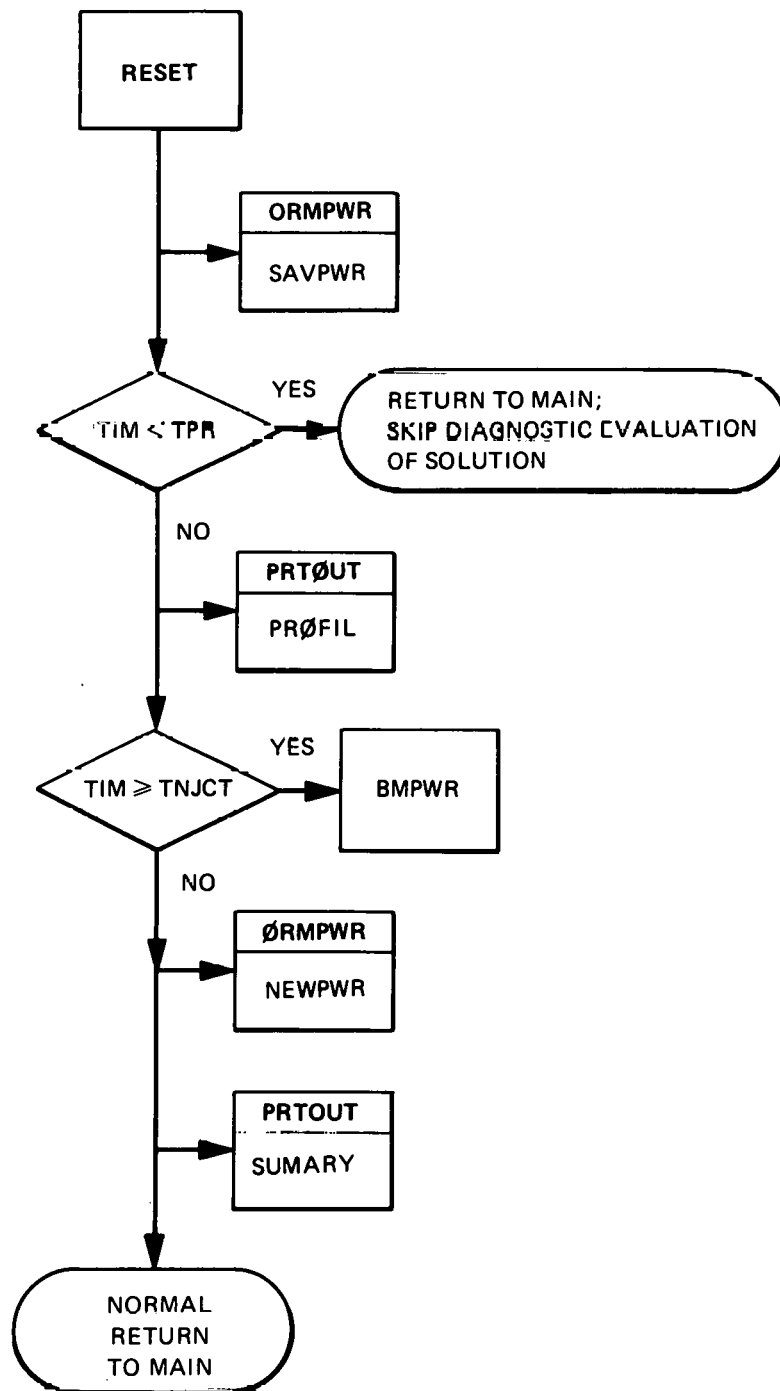 RESET
ORMPWR
SAVPWR
TIM < TPR
YES
RETURN TO MAIN;
SKIP DIAGNOSTIC EVALUATION
OF SOLUTION
NO
PRTØUT
PRØFIL
TIM ⩾ TNJCT
YES
BMPWR
NO
ØRMPWR
NEWPWR
PRTOUT
SUMARY
NORMAL
RETURN
TO MAIN